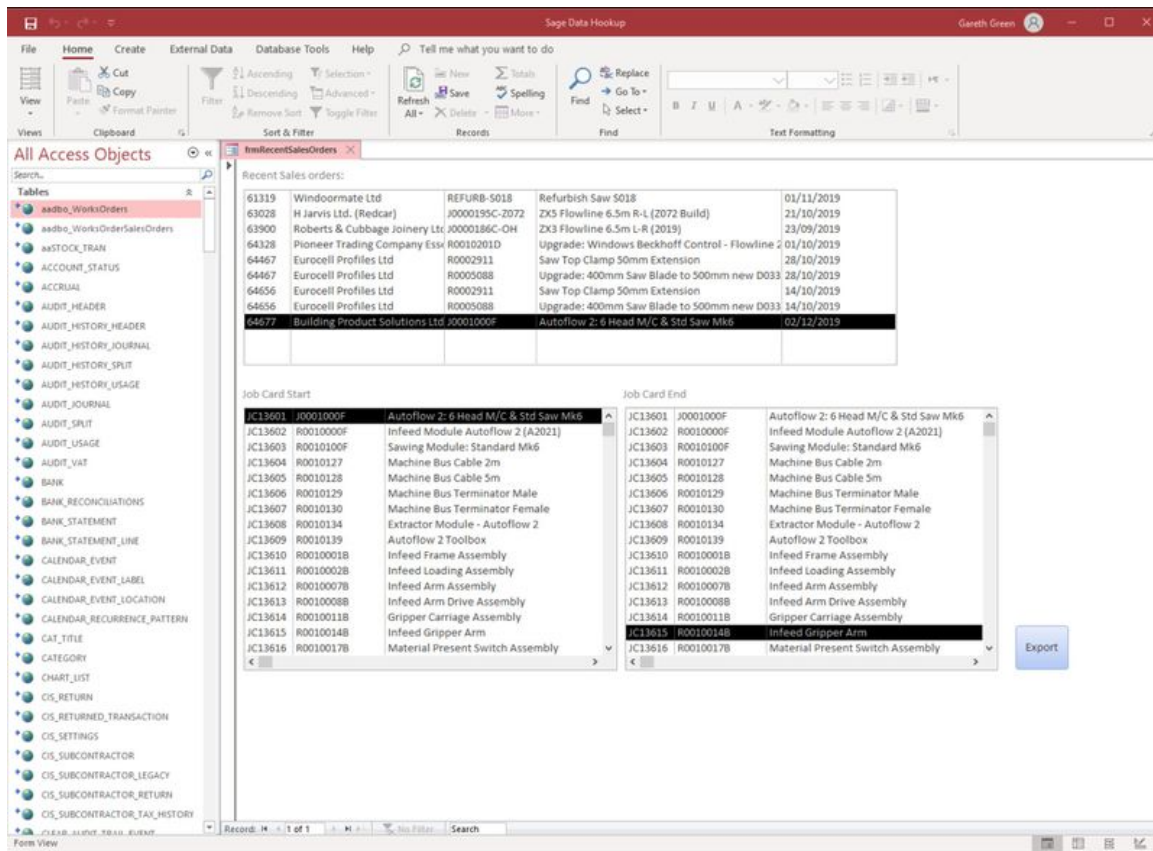 Sage Data Hookup
Gareth Green
File Home Create External Data Database Tools Help Tell me what you want to do
View
Views
Paste
Cut
Copy
Format Painter
Clipboard
Filter
Ascending
Descending
Remove Sort
Selection
Advanced
Toggle Filter
Sort & Filter
Refresh All
New
Save
Delete
Totals
Spelling
More
Records
Find
Replace
Go To
Select
Find
B I U A
Text Formatting
All Access Objects
Search...
Tables
aadbo_WorksOrders
aadbo_WorksOrderSalesOrders
aaSTOCK_TRAN
ACCOUNT_STATUS
ACCRUAL
AUDIT_HEADER
AUDIT_HISTORY_HEADER
AUDIT_HISTORY_JOURNAL
AUDIT_HISTORY_SPLIT
AUDIT_HISTORY_USAGE
AUDIT_JOURNAL
AUDIT_SPLIT
AUDIT_USAGE
AUDIT_VAT
BANK
BANK_RECONCILIATIONS
BANK_STATEMENT
BANK_STATEMENT_LINE
CALENDAR_EVENT
CALENDAR_EVENT_LABEL
CALENDAR_EVENT_LOCATION
CALENDAR_RECURRENCE_PATTERN
CAT_TITLE
CATEGORY
CHART_LIST
CIS_RETURN
CIS_RETURNED_TRANSACTION
CIS_SETTINGS
CIS_SUBCONTRACTOR
CIS_SUBCONTRACTOR_LEGACY
CIS_SUBCONTRACTOR_RETURN
CIS_SUBCONTRACTOR_TAX_HISTORY
CLEAR_AUDIT_TRAIL_EVENT
frmRecentSalesOrders
Recent Sales orders:
61319 Windoormate Ltd REFURB-S018 Refurbish Saw S018 01/11/2019
63028 H Jarvis Ltd. (Redcar) J0000195C-Z072 ZX5 Flowline 6.5m R-L (Z072 Build) 21/10/2019
63900 Roberts & Cubbage Joinery Ltd J0000186C-OH ZX3 Flowline 6.5m L-R (2019) 23/09/2019
64328 Pioneer Trading Company Esse R0010201D Upgrade: Windows Beckhoff Control - Flowline 2 01/10/2019
64467 Eurocell Profiles Ltd R0002911 Saw Top Clamp 50mm Extension 28/10/2019
64467 Eurocell Profiles Ltd R0005088 Upgrade: 400mm Saw Blade to 500mm new D033 28/10/2019
64656 Eurocell Profiles Ltd R0002911 Saw Top Clamp 50mm Extension 14/10/2019
64656 Eurocell Profiles Ltd R0005088 Upgrade: 400mm Saw Blade to 500mm new D033 14/10/2019
64677 Building Product Solutions Ltd J0001000F Autoflow 2: 6 Head M/C & Std Saw Mk6 02/12/2019
Job Card Start
JC13601 J0001000F Autoflow 2: 6 Head M/C & Std Saw Mk6
JC13602 R0010000F Infeed Module Autoflow 2 (A2021)
JC13603 R0010100F Sawing Module: Standard Mk6
JC13604 R0010127 Machine Bus Cable 2m
JC13605 R0010128 Machine Bus Cable 5m
JC13606 R0010129 Machine Bus Terminator Male
JC13607 R0010130 Machine Bus Terminator Female
JC13608 R0010134 Extractor Module - Autoflow 2
JC13609 R0010139 Autoflow 2 Toolbox
JC13610 R0010001B Infeed Frame Assembly
JC13611 R0010002B Infeed Loading Assembly
JC13612 R0010007B Infeed Arm Assembly
JC13613 R0010008B Infeed Arm Drive Assembly
JC13614 R0010011B Gripper Carriage Assembly
JC13615 R0010014B Infeed Gripper Arm
JC13616 R0010017B Material Present Switch Assembly
Job Card End
JC13601 J0001000F Autoflow 2: 6 Head M/C & Std Saw Mk6
JC13602 R0010000F Infeed Module Autoflow 2 (A2021)
JC13603 R0010100F Sawing Module: Standard Mk6
JC13604 R0010127 Machine Bus Cable 2m
JC13605 R0010128 Machine Bus Cable 5m
JC13606 R0010129 Machine Bus Terminator Male
JC13607 R0010130 Machine Bus Terminator Female
JC13608 R0010134 Extractor Module - Autoflow 2
JC13609 R0010139 Autoflow 2 Toolbox
JC13610 R0010001B Infeed Frame Assembly
JC13611 R0010002B Infeed Loading Assembly
JC13612 R0010007B Infeed Arm Assembly
JC13613 R0010008B Infeed Arm Drive Assembly
JC13614 R0010011B Gripper Carriage Assembly
JC13615 R0010014B Infeed Gripper Arm
JC13616 R0010017B Material Present Switch Assembly
Export
Record: 1 of 1 No Filter Search
Form View